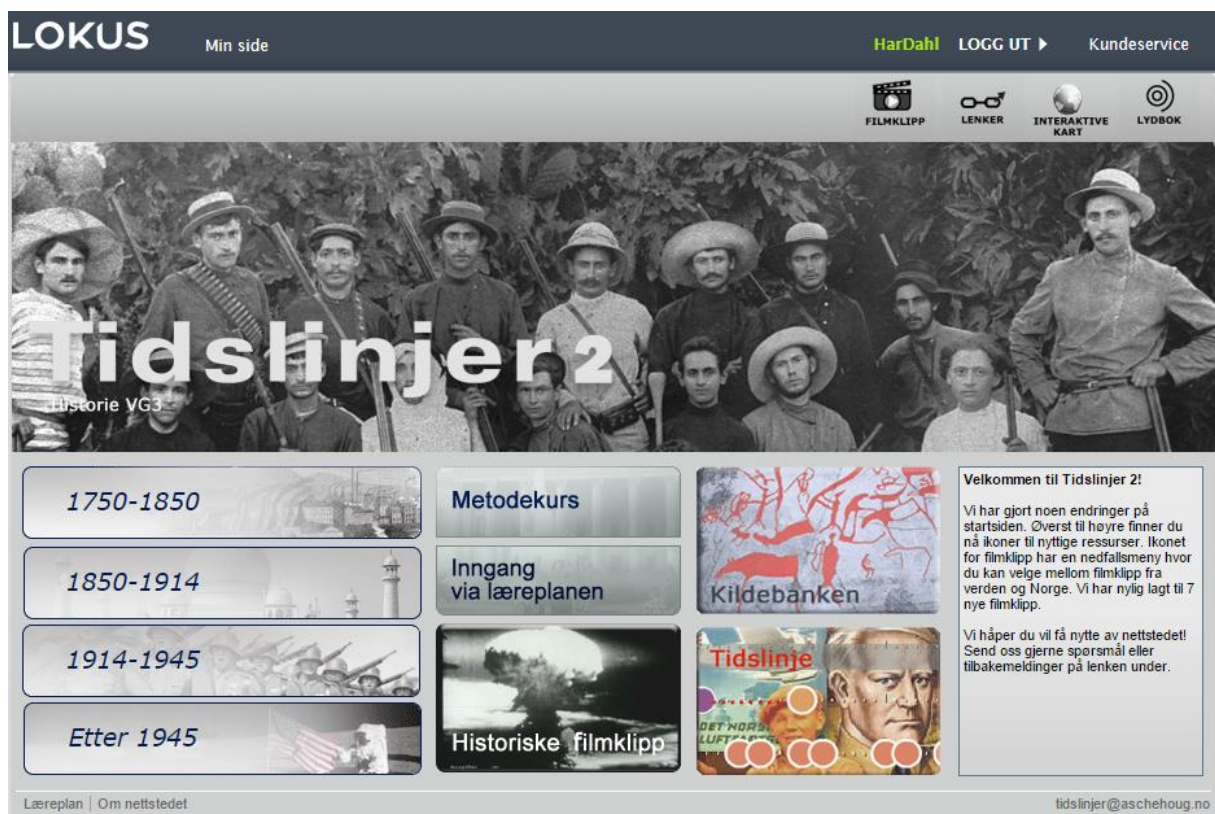 LOKUS
Min side
HarDahl
LOGG UT
Kundeservice
FILMKLIPP
LENKER
INTERAKTIVE
KART
LYDBOK
Tidslinjer 2
Historie VG3
1750-1850
1850-1914
1914-1945
Etter 1945
Metodekurs
Inngang
via læreplanen
Historiske filmklipp
Kildebanken
Tidslinje
DET NORSKE
Velkommen til Tidslinjer 2!
Vi har gjort noen endringer på
startsiden. Øverst til høyre finner du
nå ikoner til nyttige ressurser. Ikonet
for filmklipp har en nedfallsmeny hvor
du kan velge mellom filmklipp fra
verden og Norge. Vi har nylig lagt til 7
nye filmklipp.
Vi håper du vil få nytte av nettstedet!
Send oss gjerne spørsmål eller
tilbakemeldinger på lenken under.
Læreplan | Om nettstedet
tidslinjer@aschehoug.no